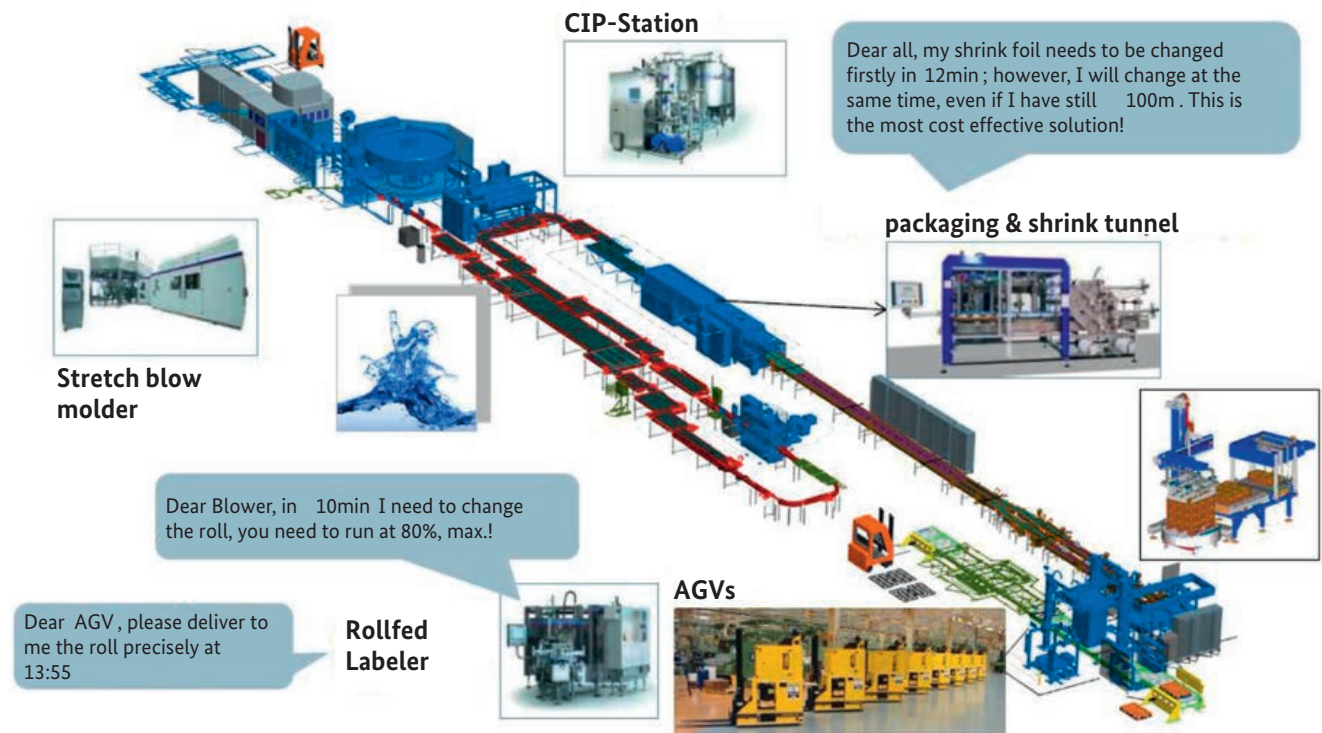 CIP-Station
Dear all, my shrink foil needs to be changed
firstly in 12min ; however, I will change at the
same time, even if I have still 100m . This is
the most cost effective solution!
packaging & shrink tunnel
Stretch blow
molder
Dear Blower, in 10min I need to change
the roll, you need to run at 80%, max.!
AGVs
Dear AGV , please deliver to
me the roll precisely at
13:55
Rollfed
Labeler